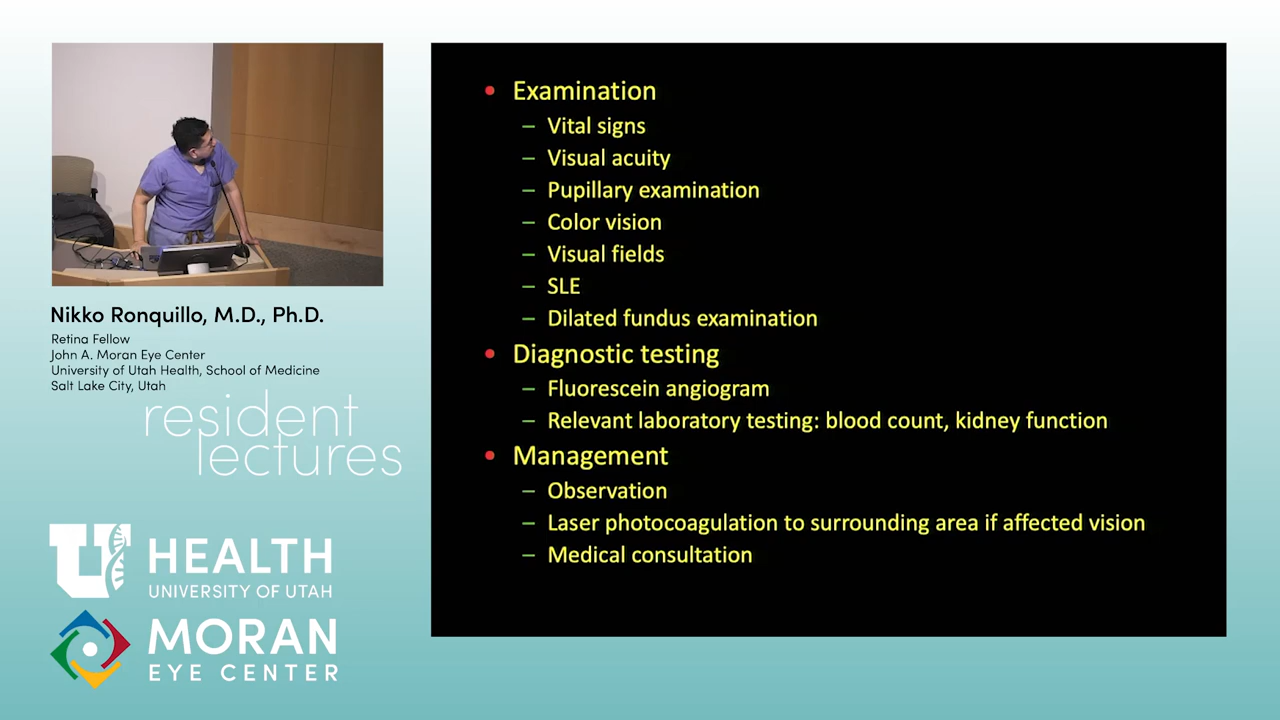 Nikko Ronquillo, M.D., Ph.D.
Retina Fellow
John A. Moran Eye Center
University of Utah Health, School of Medicine
Salt Lake City, Utah
resident
lectures
U HEALTH
UNIVERSITY OF UTAH
MORAN
EYE CENTER
• Examination
– Vital signs
– Visual acuity
– Pupillary examination
– Color vision
– Visual fields
– SLE
– Dilated fundus examination
• Diagnostic testing
– Fluorescein angiogram
– Relevant laboratory testing: blood count, kidney function
• Management
– Observation
– Laser photocoagulation to surrounding area if affected vision
– Medical consultation